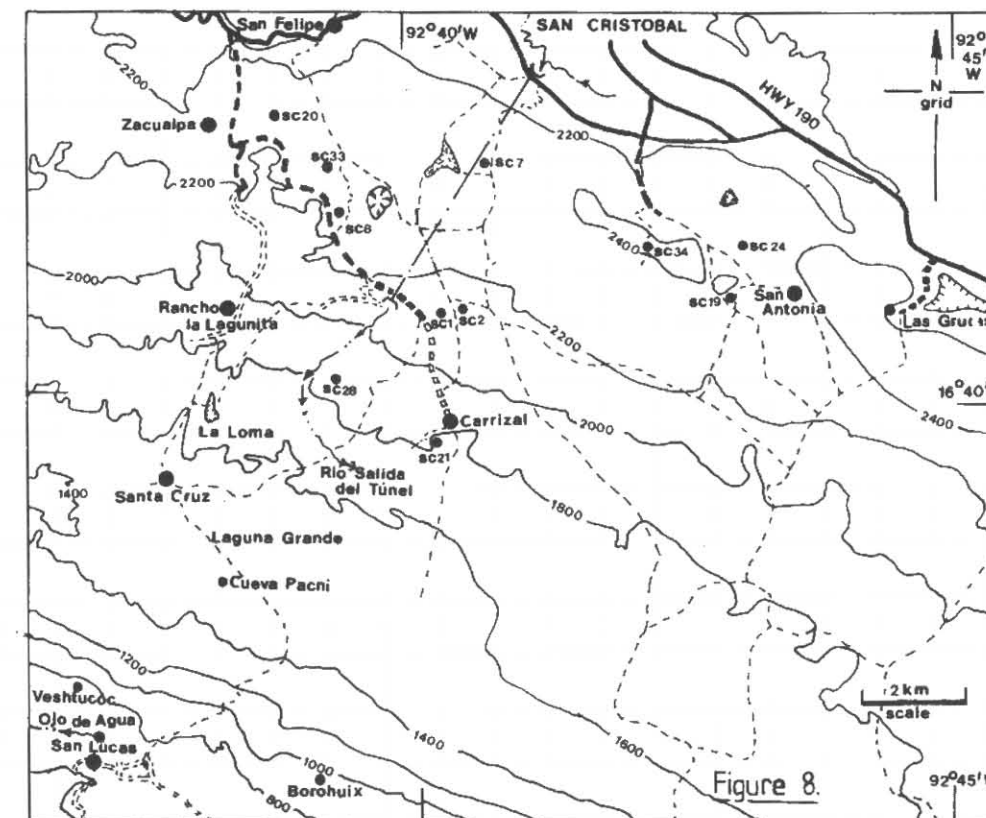 San Felipe
92°40'W
SAN CRISTOBAL
92°
45'
W
N
grid
HWY 190
2200
Zacualpa
SC20
SC33
SC7
2200
2200
SC8
2400
SC34
SC24
2000
Rancho
la Lagunita
SC1
SC2
SC19
San
Antonia
Las Grutas
2200
SC28
16°40'
2400
La Loma
Carrizal
2000
SC21
Rio Salida
del Túnel
1400
Santa Cruz
1800
Laguna Grande
Cueva Pacni
1200
2 km
scale
Veshtucoc
Ojo de Agua
San Lucas
1400
1600
1000
Borohuix
800
Figure 8.
92°45'W